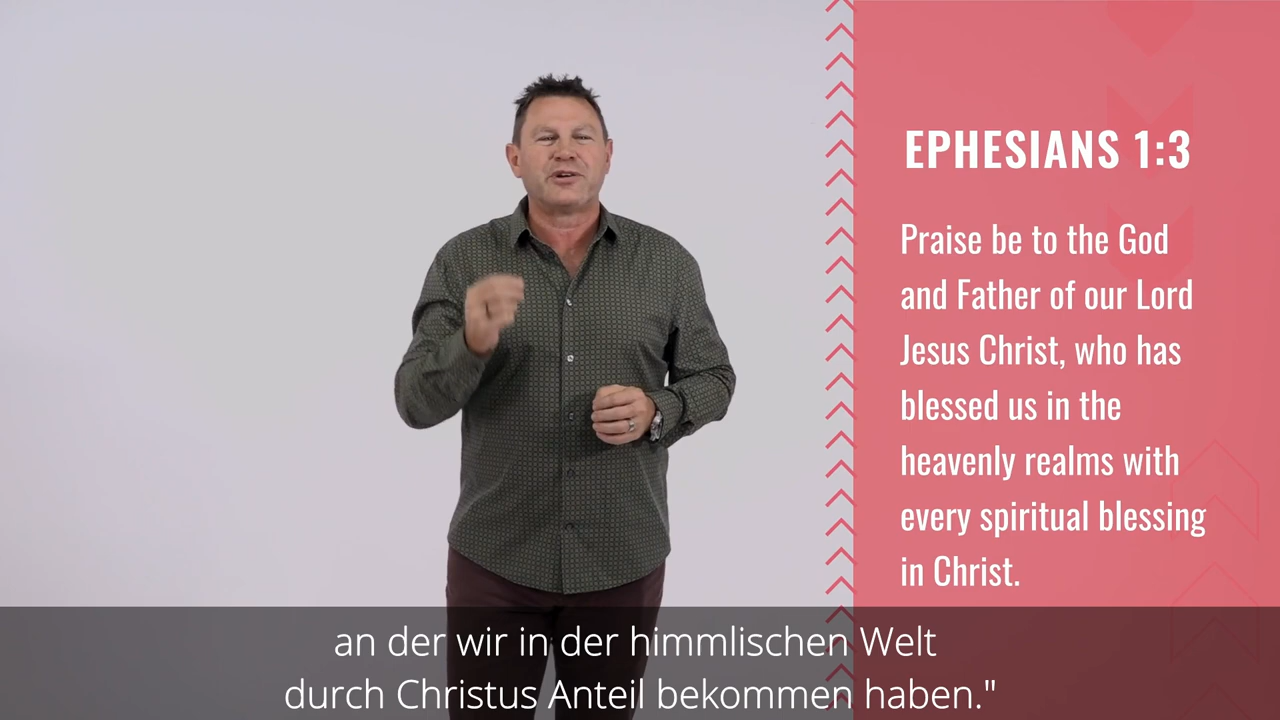 EPHESIANS 1:3
Praise be to the God
and Father of our Lord
Jesus Christ, who has
blessed us in the
heavenly realms with
every spiritual blessing
in Christ.
an der wir in der himmlischen Welt
durch Christus Anteil bekommen haben."